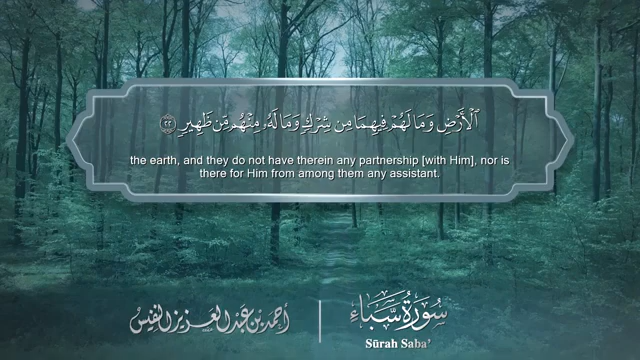 ٱلْأَرْضِ وَمَا لَهُمْ فِيهِمَا مِن شِرْكٍ وَمَا لَهُۥ مِنْهُم مِّن ظَهِيرٍ ٢٢
the earth, and they do not have therein any partnership [with Him], nor is
there for Him from among them any assistant.
سُورَةُ سَبَإٍ
Sūrah Saba'
أحمد بن عبد العزيز النفيس